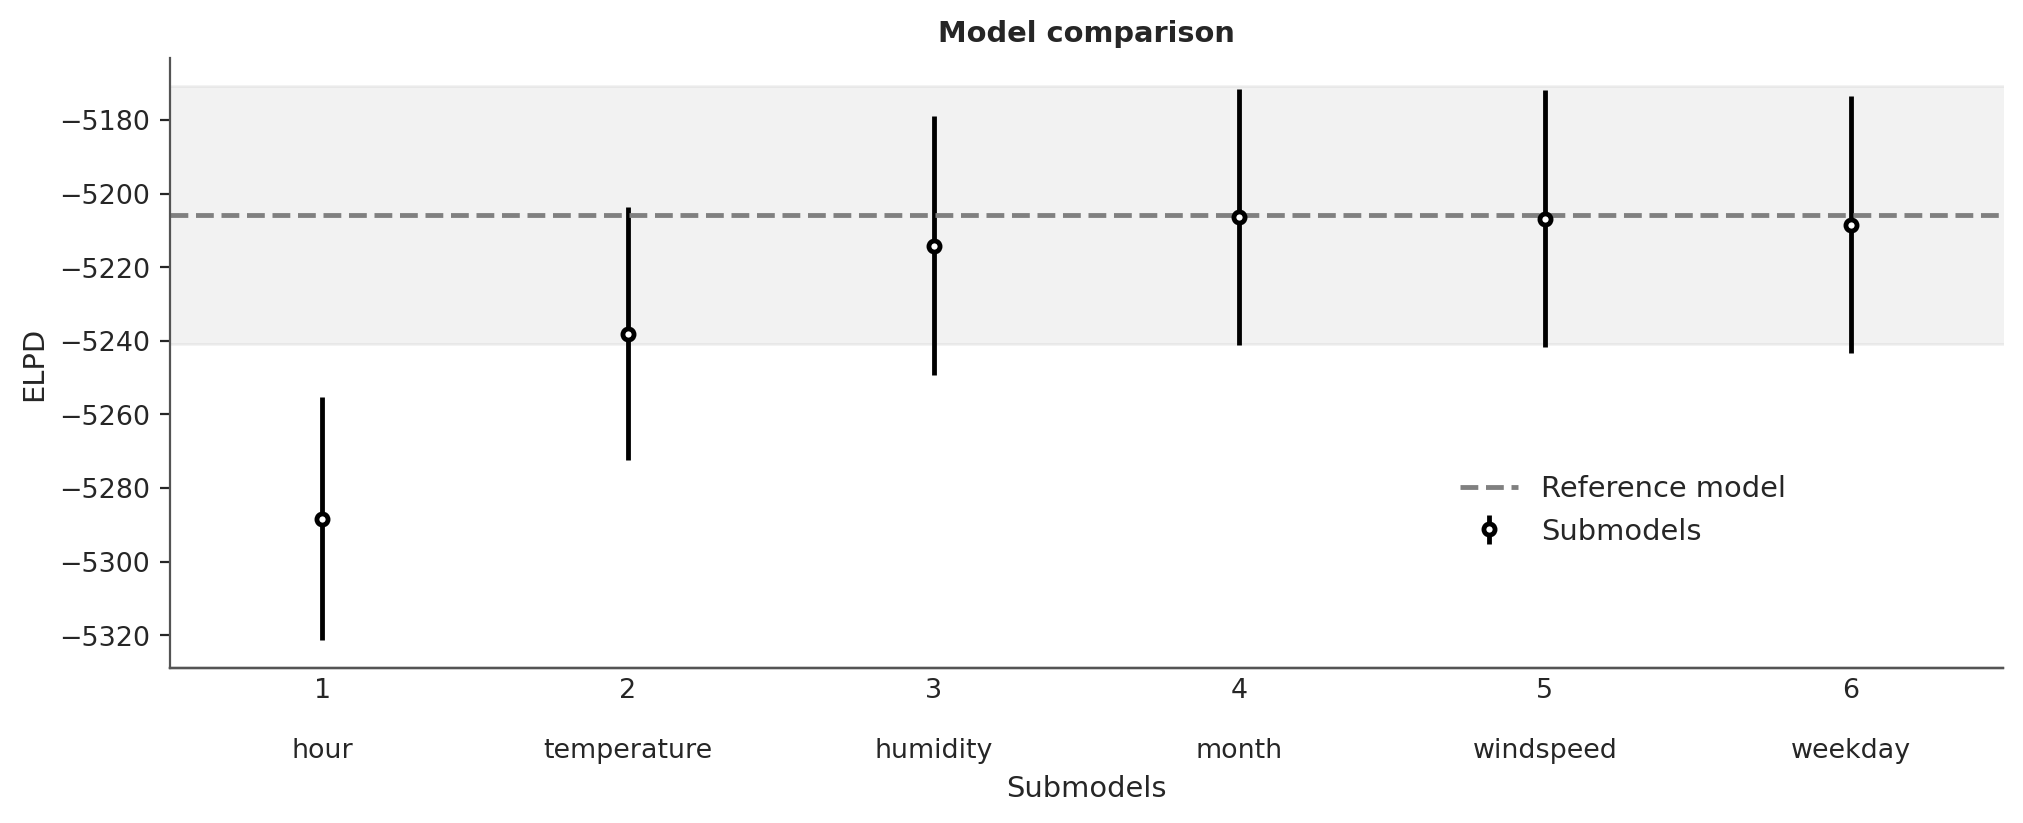 Model comparison
−5180
−5200
−5220
−5240
−5260
−5280
−5300
−5320
ELPD
Reference model
Submodels
1 2 3 4 5 6
hour temperature humidity month windspeed weekday
Submodels